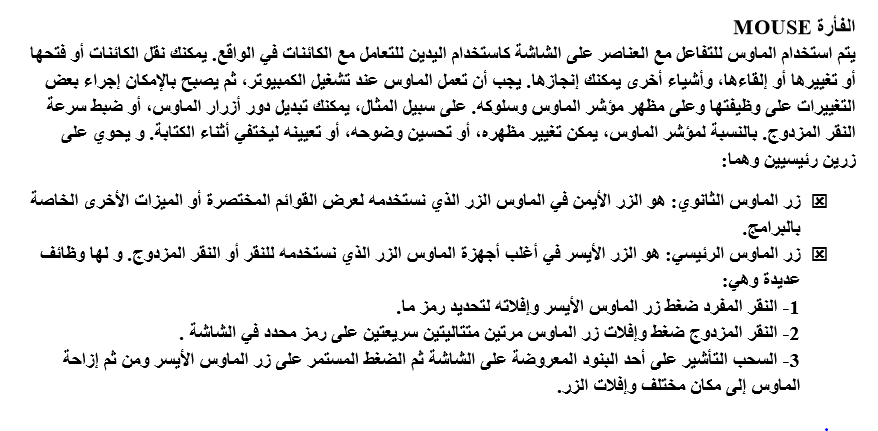 الفأرة MOUSE
يتم استخدام الماوس للتفاعل مع العناصر على الشاشة كاستخدام اليدين للتعامل مع الكائنات في الواقع. يمكنك نقل الكائنات أو فتحها
أو تغييرها أو إلقاءها، وأشياء أخرى يمكنك إنجازها. يجب أن تعمل الماوس عند تشغيل الكمبيوتر، ثم يصبح بالإمكان إجراء بعض
التغييرات على وظيفتها وعلى مظهر مؤشر الماوس وسلوكه. على سبيل المثال، يمكنك تبديل دور أزرار الماوس، أو ضبط سرعة
النقر المزدوج. بالنسبة لمؤشر الماوس، يمكن تغيير مظهره، أو تحسين وضوحه، أو تعيينه ليختفي أثناء الكتابة. و يحوي على
زرين رئيسيين وهما:
زر الماوس الثانوي: هو الزر الأيمن في الماوس الزر الذي نستخدمه لعرض القوائم المختصرة أو الميزات الأخرى الخاصة
بالبرامج.
زر الماوس الرئيسي: هو الزر الأيسر في أغلب أجهزة الماوس الزر الذي نستخدمه للنقر أو النقر المزدوج. و لها وظائف
عديدة وهي:
1- النقر المفرد ضغط زر الماوس الأيسر وإفلاته لتحديد رمز ما.
2- النقر المزدوج ضغط وإفلات زر الماوس مرتين متتاليتين سريعتين على رمز محدد في الشاشة .
3- السحب التأشير على أحد البنود المعروضة على الشاشة ثم الضغط المستمر على زر الماوس الأيسر ومن ثم إزاحة
الماوس إلى مكان مختلف وإفلات الزر.